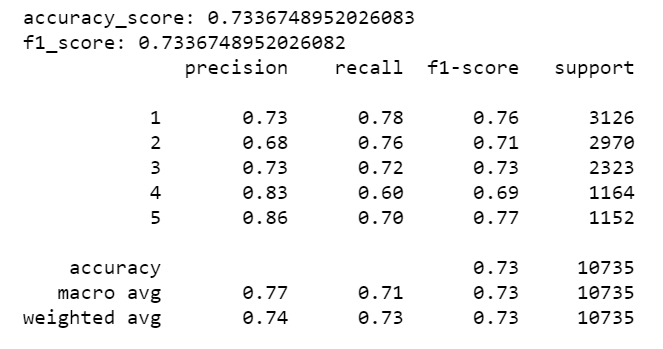 accuracy_score: 0.7336748952026083
f1_score: 0.7336748952026082
precision recall f1-score support
1 0.73 0.78 0.76 3126
2 0.68 0.76 0.71 2970
3 0.73 0.72 0.73 2323
4 0.83 0.60 0.69 1164
5 0.86 0.70 0.77 1152
accuracy 0.73 10735
macro avg 0.77 0.71 0.73 10735
weighted avg 0.74 0.73 0.73 10735